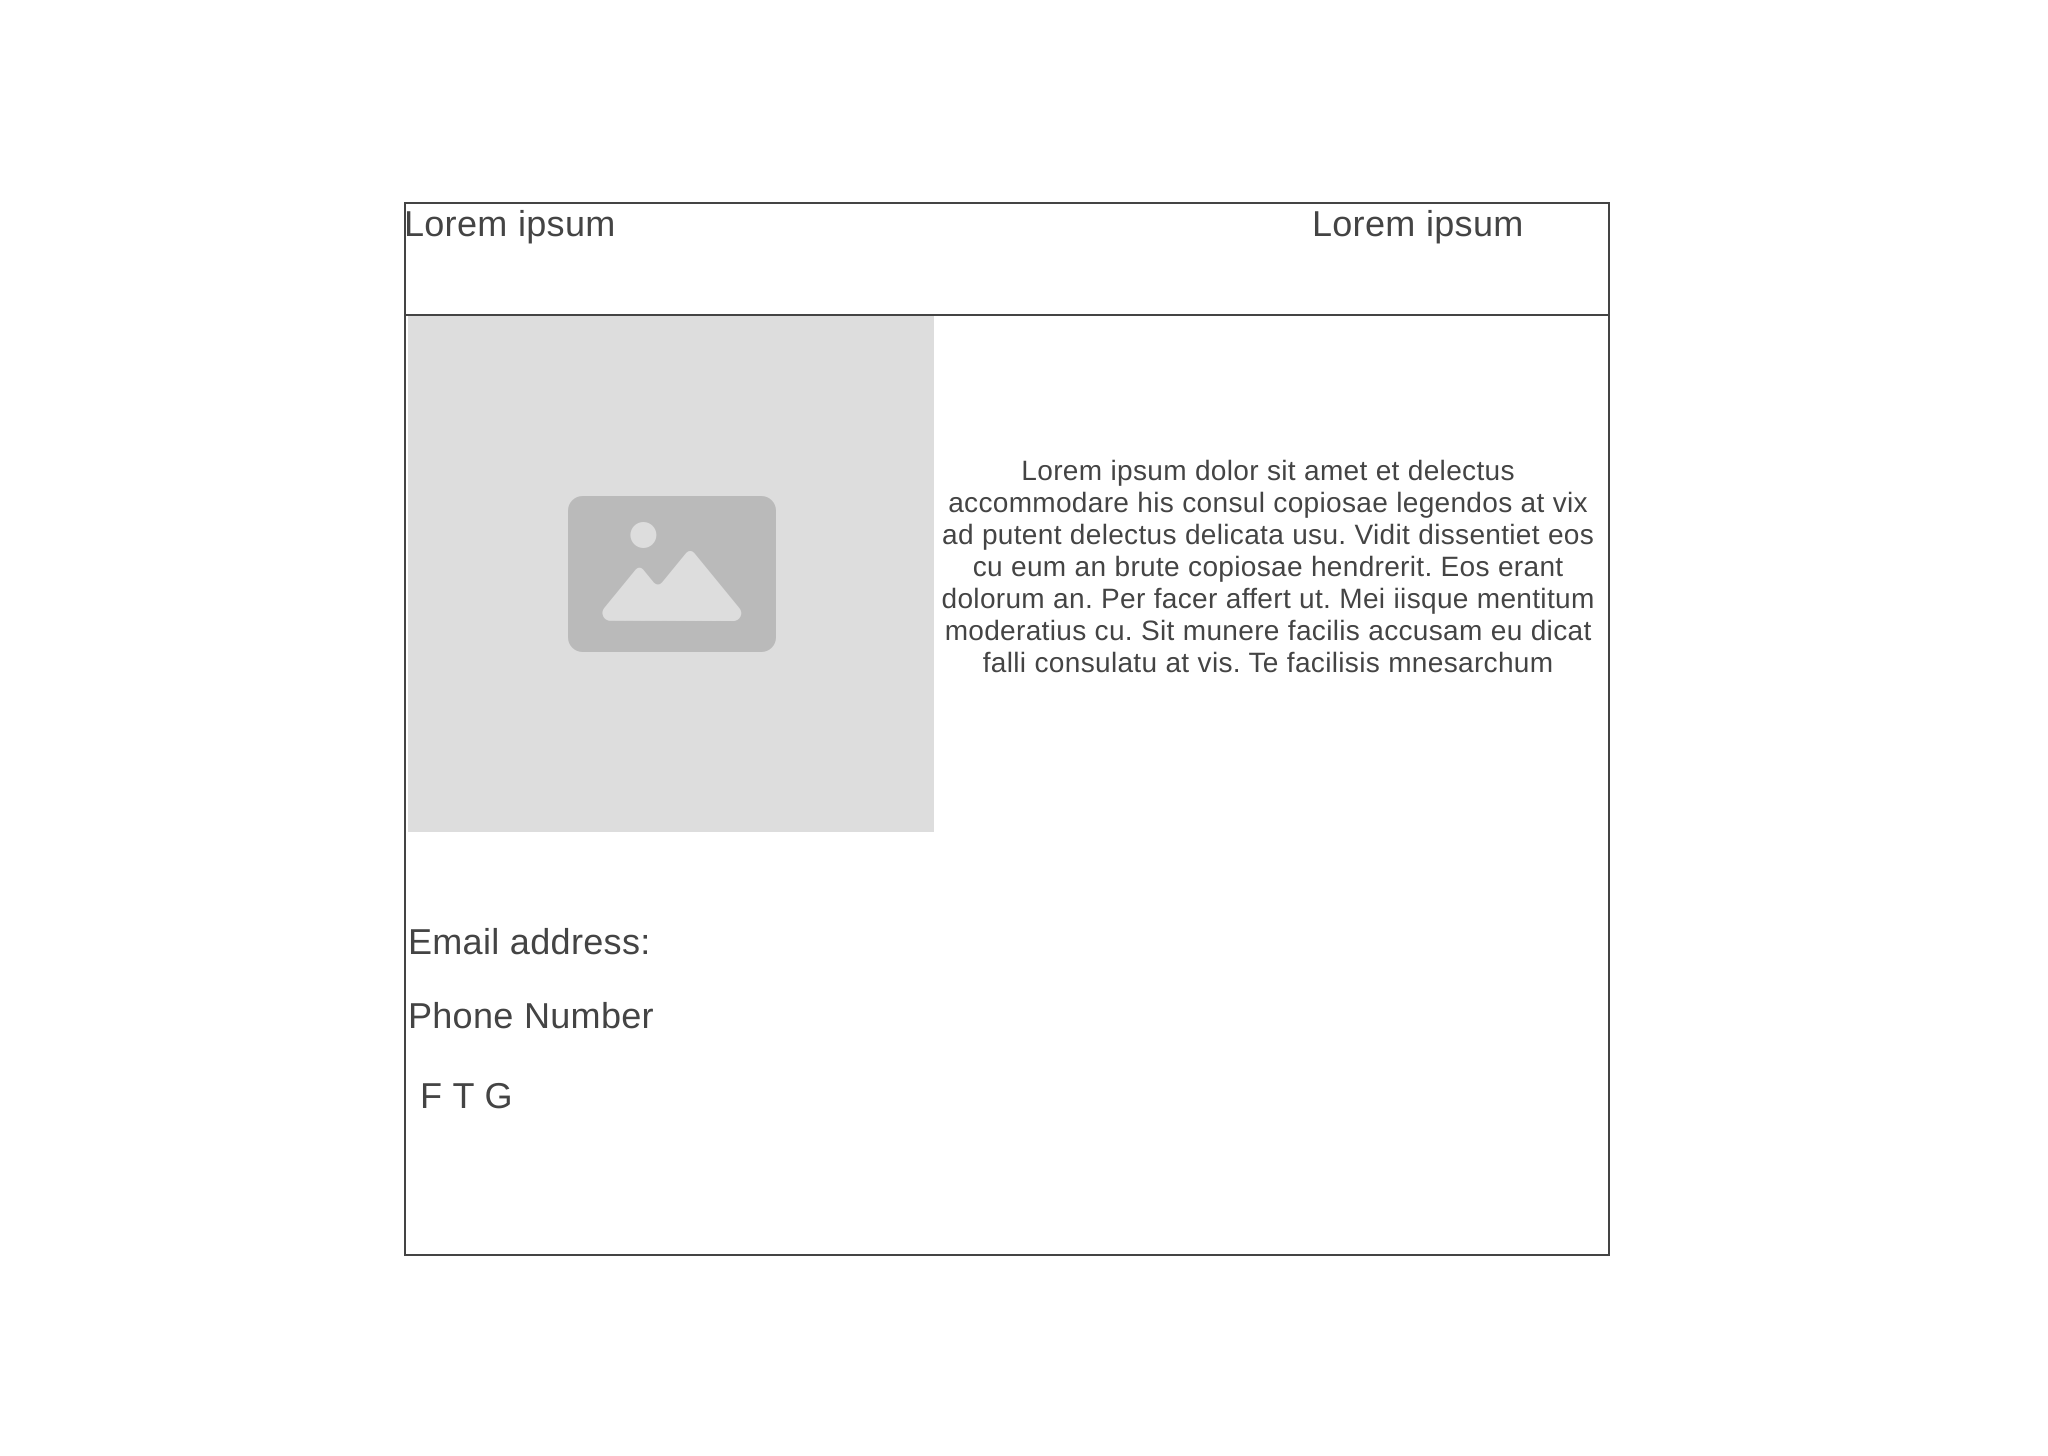 Lorem ipsum
Lorem ipsum
Lorem ipsum dolor sit amet et delectus
accommodare his consul copiosae legendos at vix
ad putent delectus delicata usu. Vidit dissentiet eos
cu eum an brute copiosae hendrerit. Eos erant
dolorum an. Per facer affert ut. Mei iisque mentitum
moderatius cu. Sit munere facilis accusam eu dicat
falli consulatu at vis. Te facilisis mnesarchum
Email address:
Phone Number
F T G